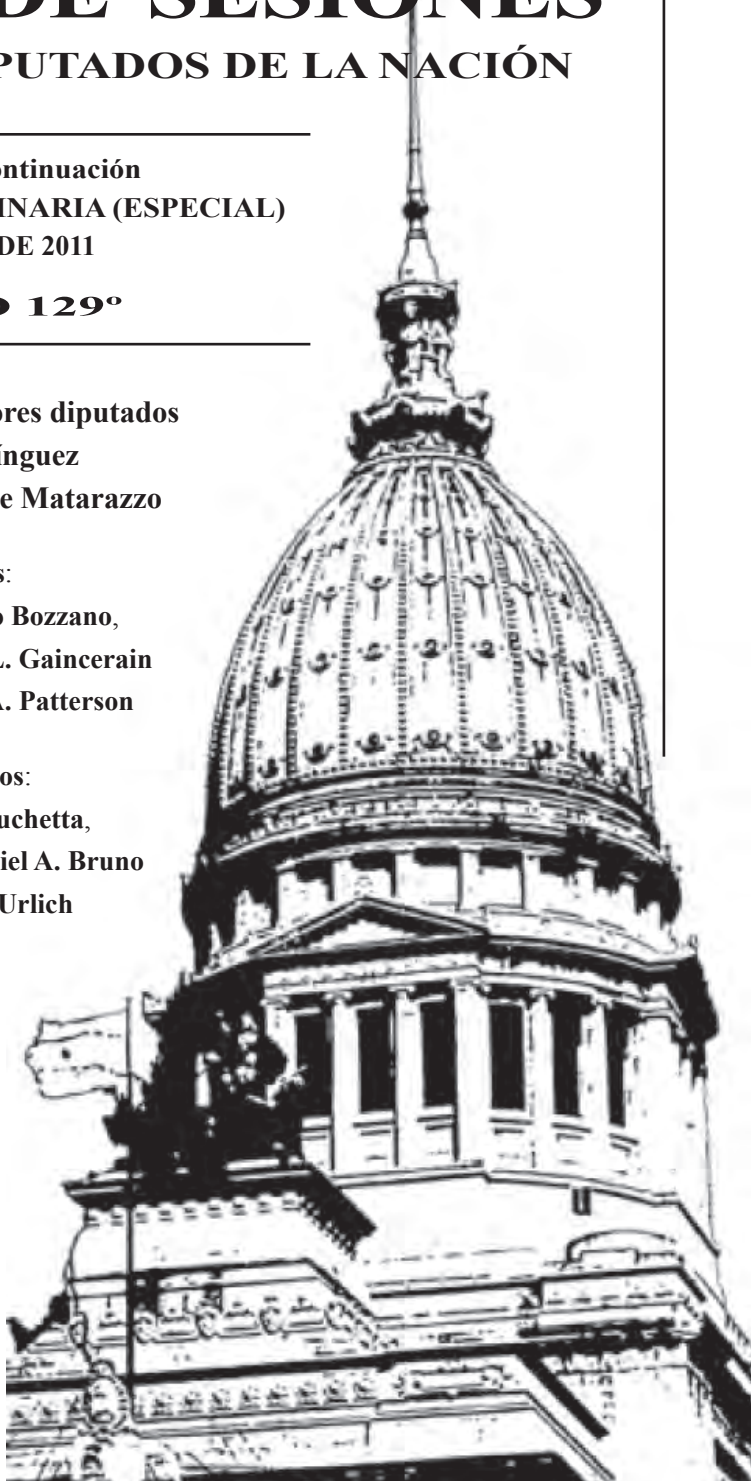 DE SESIONES
PUTADOS DE LA NACIÓN
ontinuación
INARIA (ESPECIAL)
DE 2011
129º
ores diputados
ínguez
e Matarazzo
s:
o Bozzano,
L. Gaincerain
A. Patterson
os:
uchetta,
iel A. Bruno
Urlich